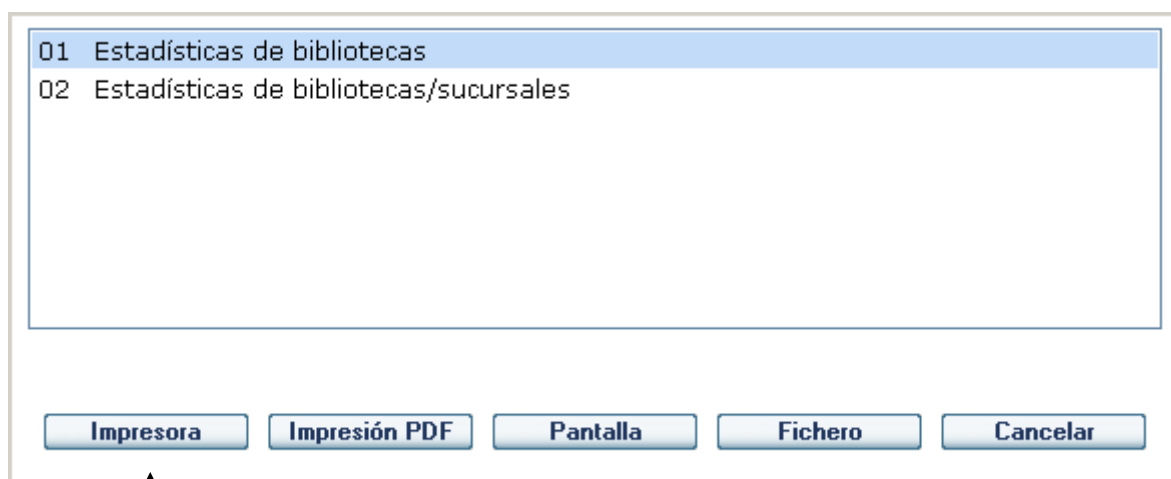 01 Estadísticas de bibliotecas
02 Estadísticas de bibliotecas/sucursales
Impresora Impresión PDF Pantalla Fichero Cancelar